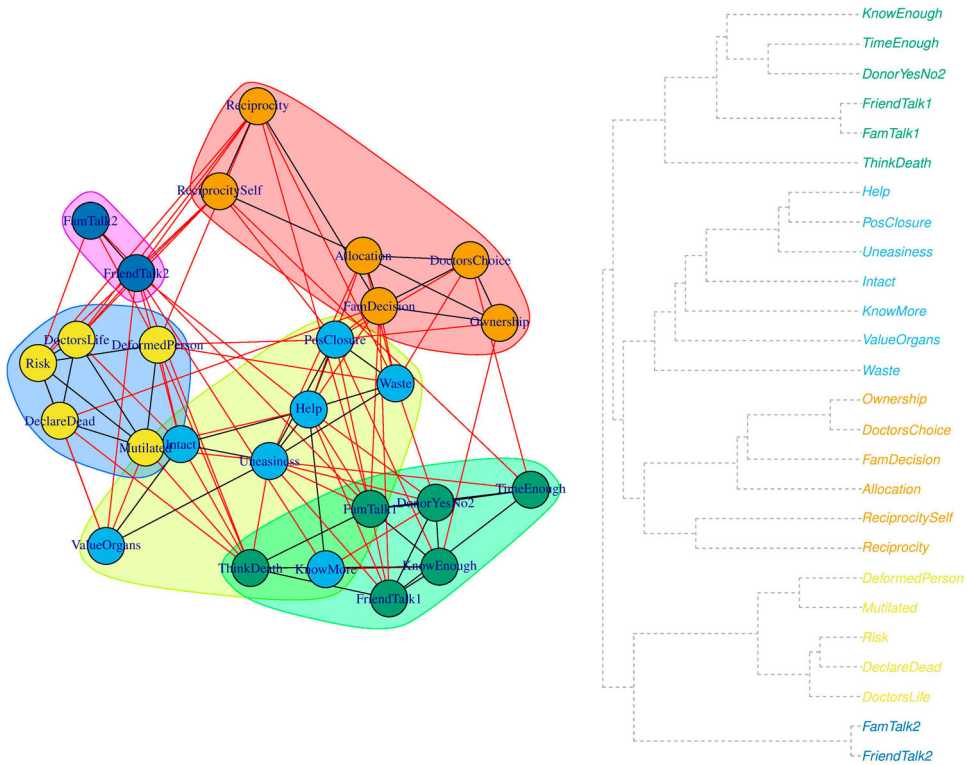 Reciprocity
ReciprocitySelf
FamTalk2
FriendTalk2
Allocation
DoctorsChoice
FamDecision
Ownership
DoctorsLife
DeformedPerson
PosClosure
Risk
Waste
DeclareDead
Help
Mutilated
Intact
Uneasiness
TimeEnough
DonorYesNo2
FamTalk1
ValueOrgans
ThinkDeath
KnowMore
KnowEnough
FriendTalk1
KnowEnough
TimeEnough
DonorYesNo2
FriendTalk1
FamTalk1
ThinkDeath
Help
PosClosure
Uneasiness
Intact
KnowMore
ValueOrgans
Waste
Ownership
DoctorsChoice
FamDecision
Allocation
ReciprocitySelf
Reciprocity
DeformedPerson
Mutilated
Risk
DeclareDead
DoctorsLife
FamTalk2
FriendTalk2